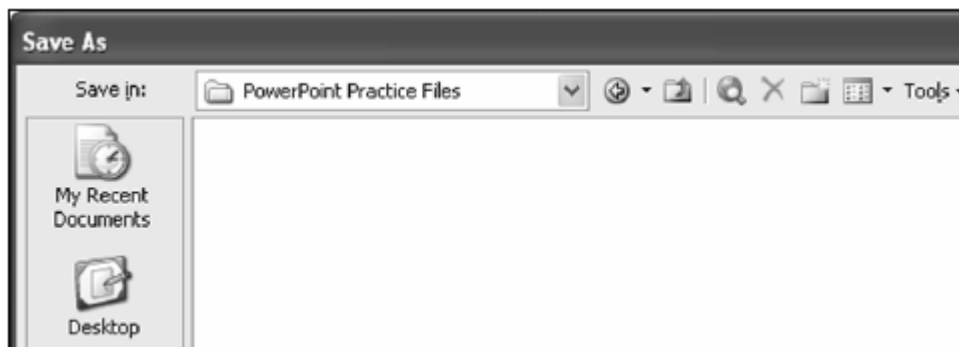 Save As
Save in: PowerPoint Practice Files Tools
My Recent
Documents
Desktop